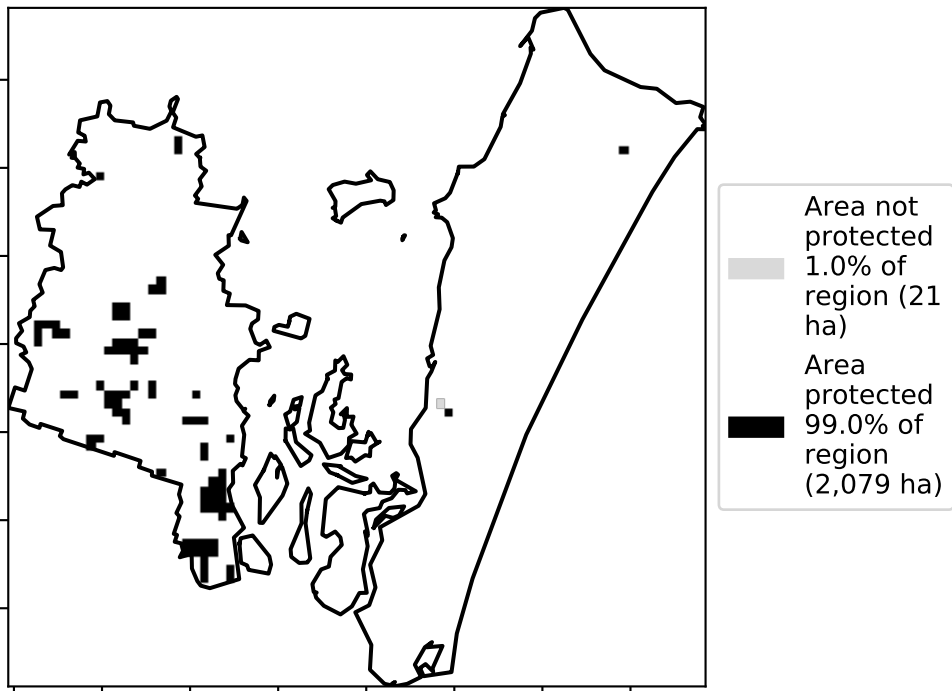 Area not
protected
1.0% of
region (21
ha)
Area
protected
99.0% of
region
(2,079 ha)